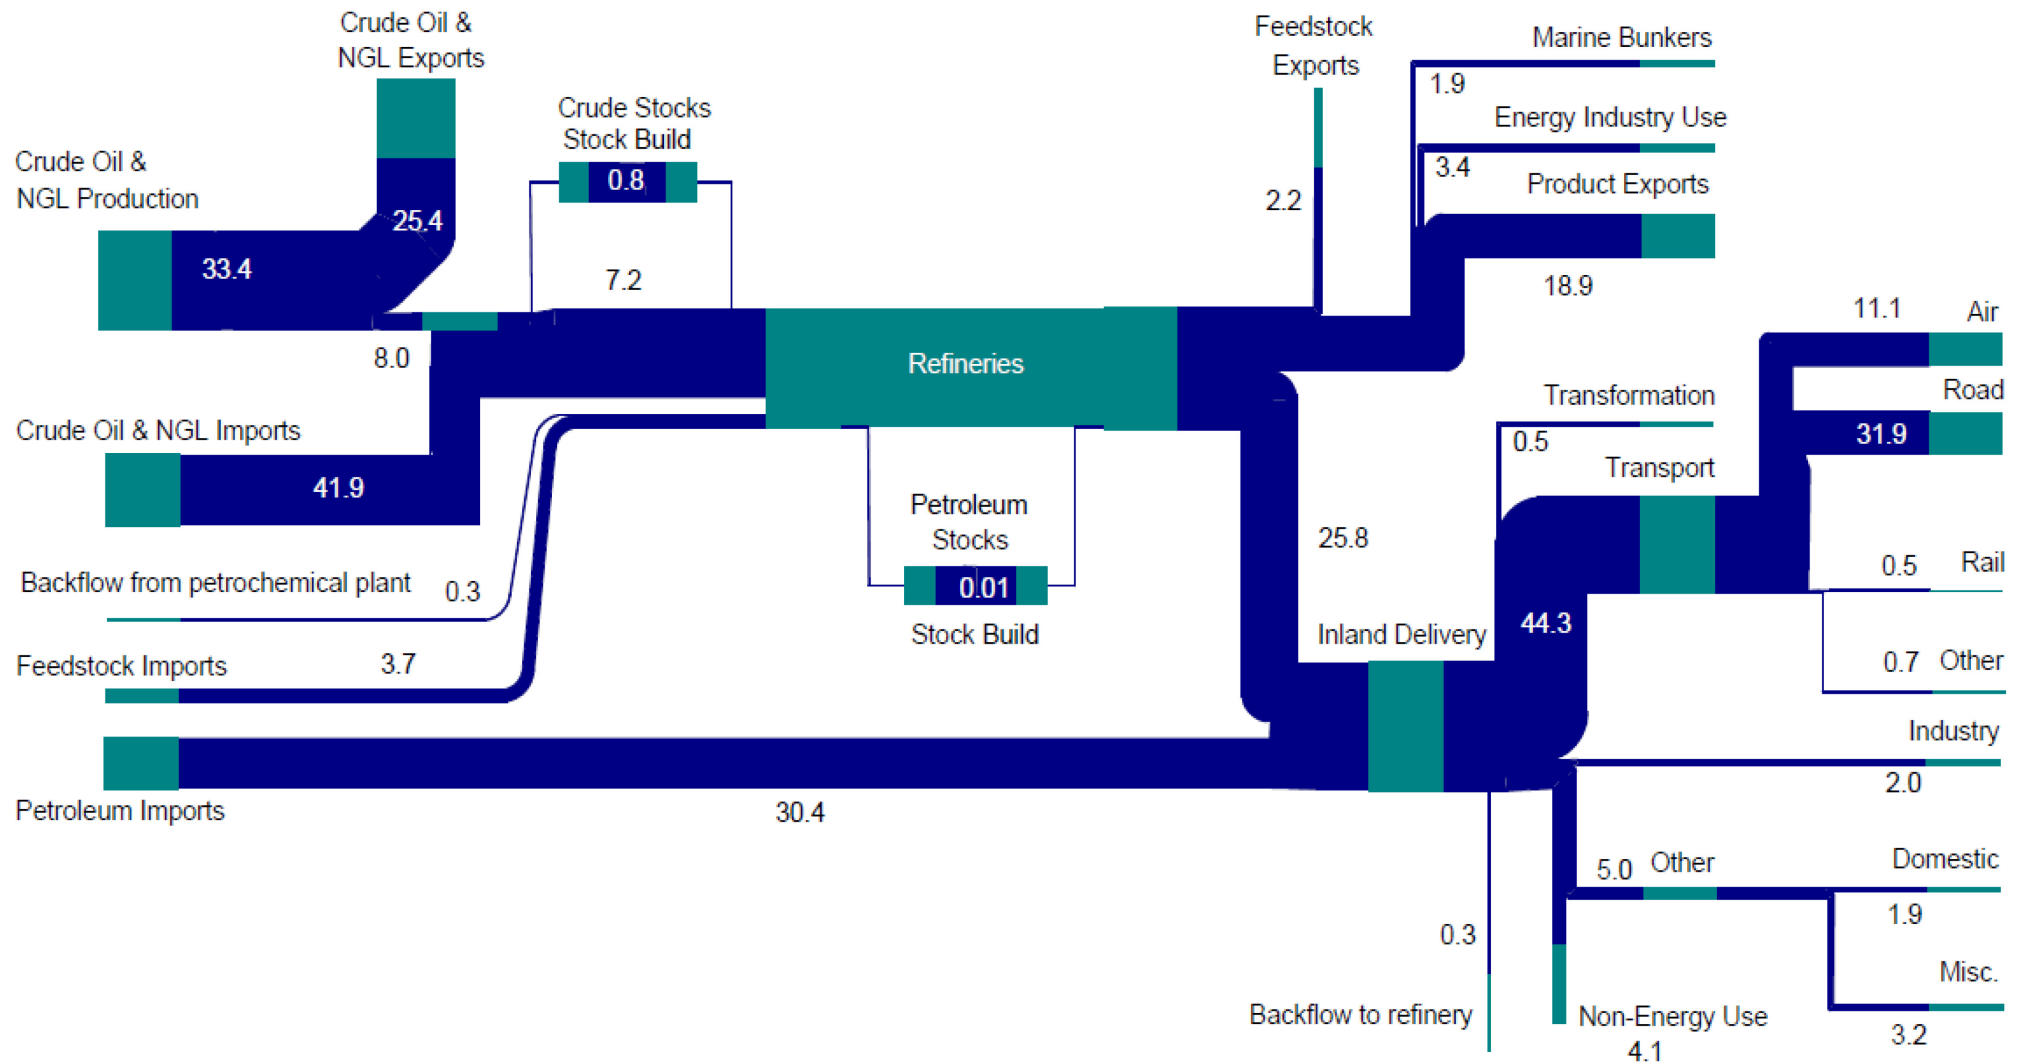 Crude Oil &
NGL Exports
Feedstock
Exports
Marine Bunkers
1.9
Crude Stocks
Stock Build
0.8
Energy Industry Use
3.4
Crude Oil &
NGL Production
Product Exports
25.4
2.2
33.4
7.2
18.9
11.1
Air
8.0
Refineries
Transformation
0.5
Road
31.9
Crude Oil & NGL Imports
41.9
Transport
Petroleum
Stocks
0.01
Stock Build
25.8
0.5
Rail
Backflow from petrochemical plant
0.3
Inland Delivery
44.3
Feedstock Imports
3.7
0.7
Other
Industry
2.0
Petroleum Imports
30.4
5.0
Other
Domestic
1.9
0.3
Misc.
3.2
Backflow to refinery
Non-Energy Use
4.1